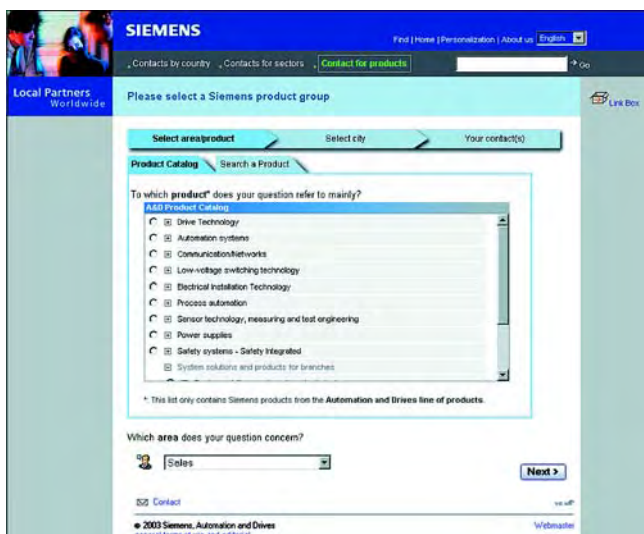 SIEMENS
Find | Home | Personalization | About us English
Contacts by country Contacts for sectors Contact for products
Go
Local Partners
Worldwide
Please select a Siemens product group
Link Box
Select area/product Select city Your contact(s)
Product Catalog Search a Product
To which product* does your question refer to mainly?
A&D Product Catalog
Drive Technology
Automation systems
Communication/Networks
Low-voltage switching technology
Electrical Installation Technology
Process automation
Sensor technology, measuring and test engineering
Power supplies
Safety systems - Safety Integrated
System solutions and products for branches
*: This list only contains Siemens products from the Automation and Drives line of products.
Which area does your question concern?
Sales
Next >
Contact
© 2003 Siemens, Automation and Drives
Webmaster